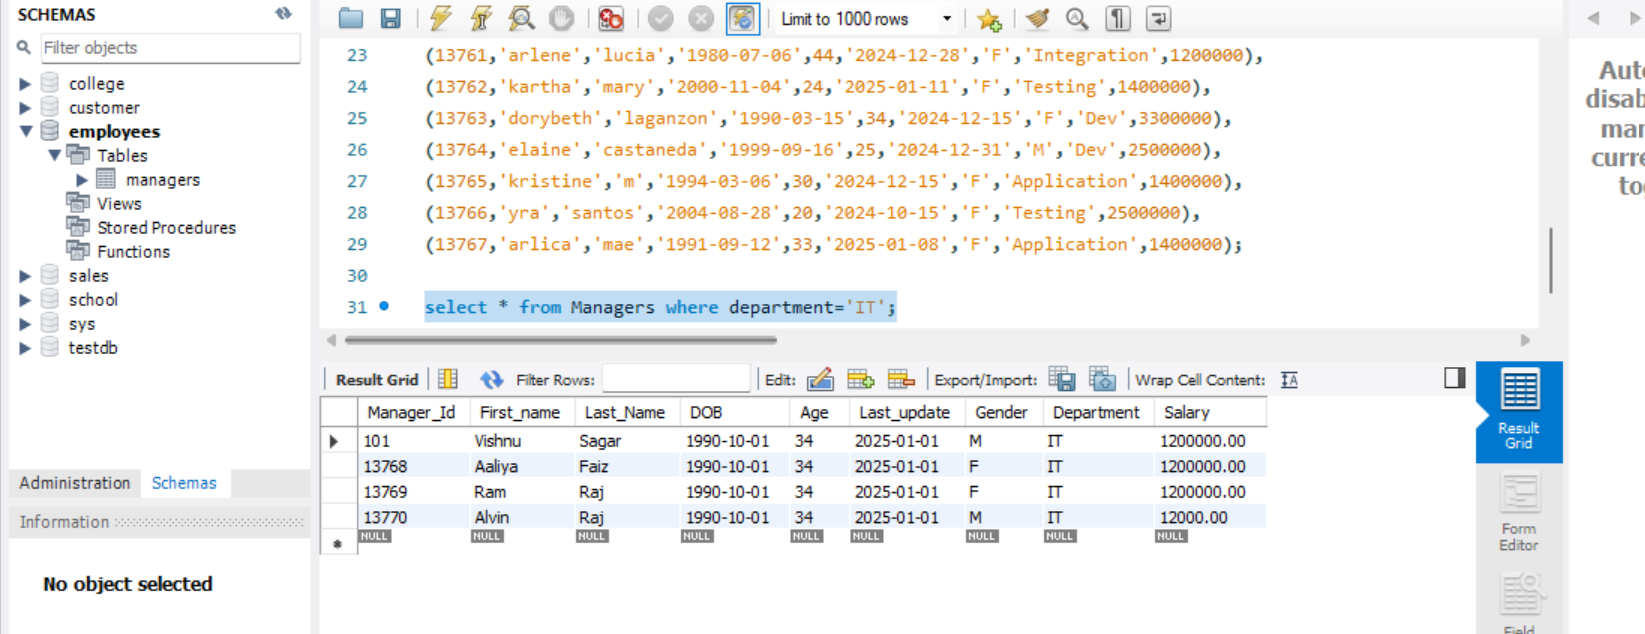 SCHEMAS
Filter objects
college
customer
employees
Tables
managers
Views
Stored Procedures
Functions
sales
school
sys
testdb
Administration Schemas
Information
No object selected
Limit to 1000 rows
23 (13761,'arlene','lucia','1980-07-06',44,'2024-12-28','F','Integration',1200000),
24 (13762,'kartha','mary','2000-11-04',24,'2025-01-11','F','Testing',1400000),
25 (13763,'dorybeth','laganzon','1990-03-15',34,'2024-12-15','F','Dev',3300000),
26 (13764,'elaine','castaneda','1999-09-16',25,'2024-12-31','M','Dev',2500000),
27 (13765,'kristine','m','1994-03-06',30,'2024-12-15','F','Application',1400000),
28 (13766,'yra','santos','2004-08-28',20,'2024-10-15','F','Testing',2500000),
29 (13767,'arlica','mae','1991-09-12',33,'2025-01-08','F','Application',1400000);
30
31 select * from Managers where department='IT';
Result Grid Filter Rows: Edit: Export/Import: Wrap Cell Content: IA
Manager_Id First_name Last_Name DOB Age Last_update Gender Department Salary
101 Vishnu Sagar 1990-10-01 34 2025-01-01 M IT 1200000.00
13768 Aaliya Faiz 1990-10-01 34 2025-01-01 F IT 1200000.00
13769 Ram Raj 1990-10-01 34 2025-01-01 F IT 1200000.00
13770 Alvin Raj 1990-10-01 34 2025-01-01 M IT 12000.00
NULL NULL NULL NULL NULL NULL NULL NULL NULL
Result
Grid
Form
Editor
Field